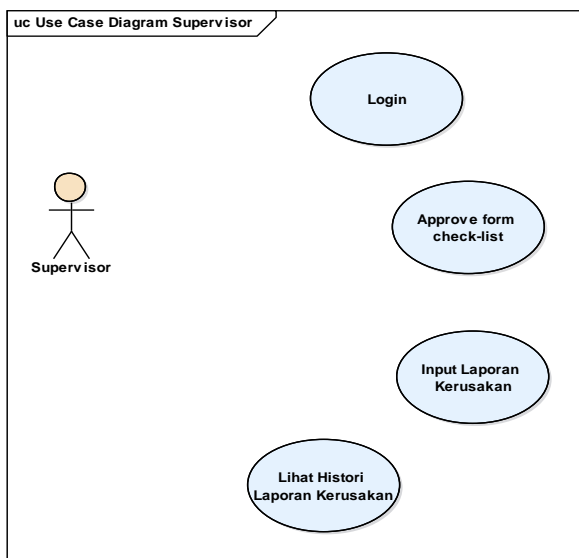 uc Use Case Diagram Supervisor
Login
Approve form
check-list
Supervisor
Input Laporan
Kerusakan
Lihat Histori
Laporan Kerusakan